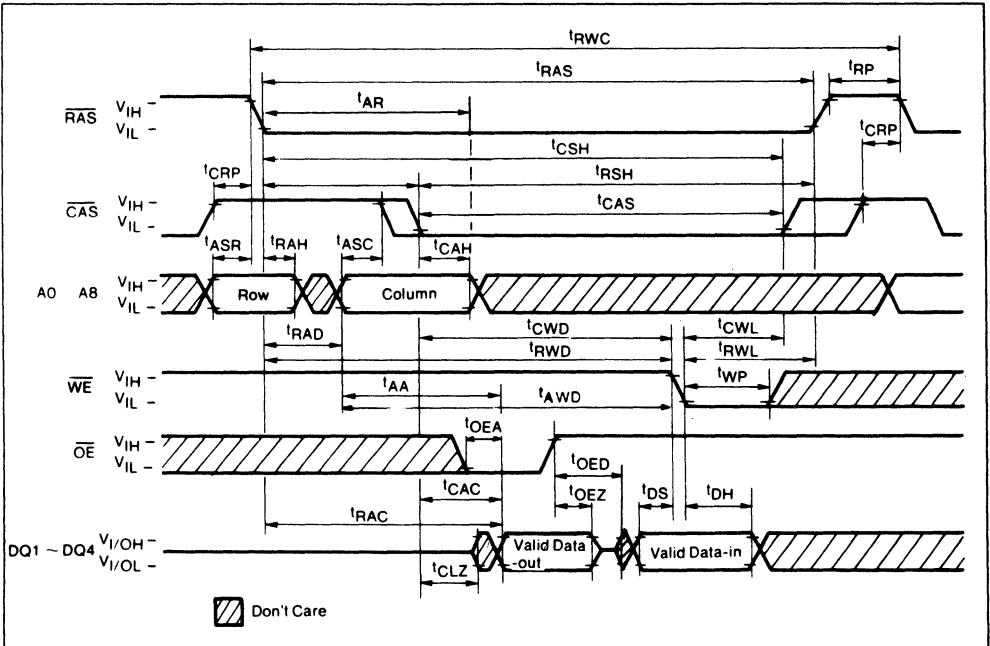 tRWC
tRAS
tRP
tAR
RAS
VIH –
VIL –
tCRP
tCSH
tCRP
tRSH
CAS
VIH –
VIL –
tCAS
tASR
tRAH
tASC
tCAH
A0 A8
VIH –
VIL –
Row
Column
tRAD
tCWD
tCWL
tRWD
tRWL
WE
VIH –
VIL –
tAA
tWP
tAWD
tOEA
OE
VIH –
VIL –
tOED
tCAC
tOEZ
tDS
tDH
tRAC
DQ1 ~ DQ4
VI/OH –
VI/OL –
Valid Data
-out
Valid Data-in
tCLZ
Don't Care